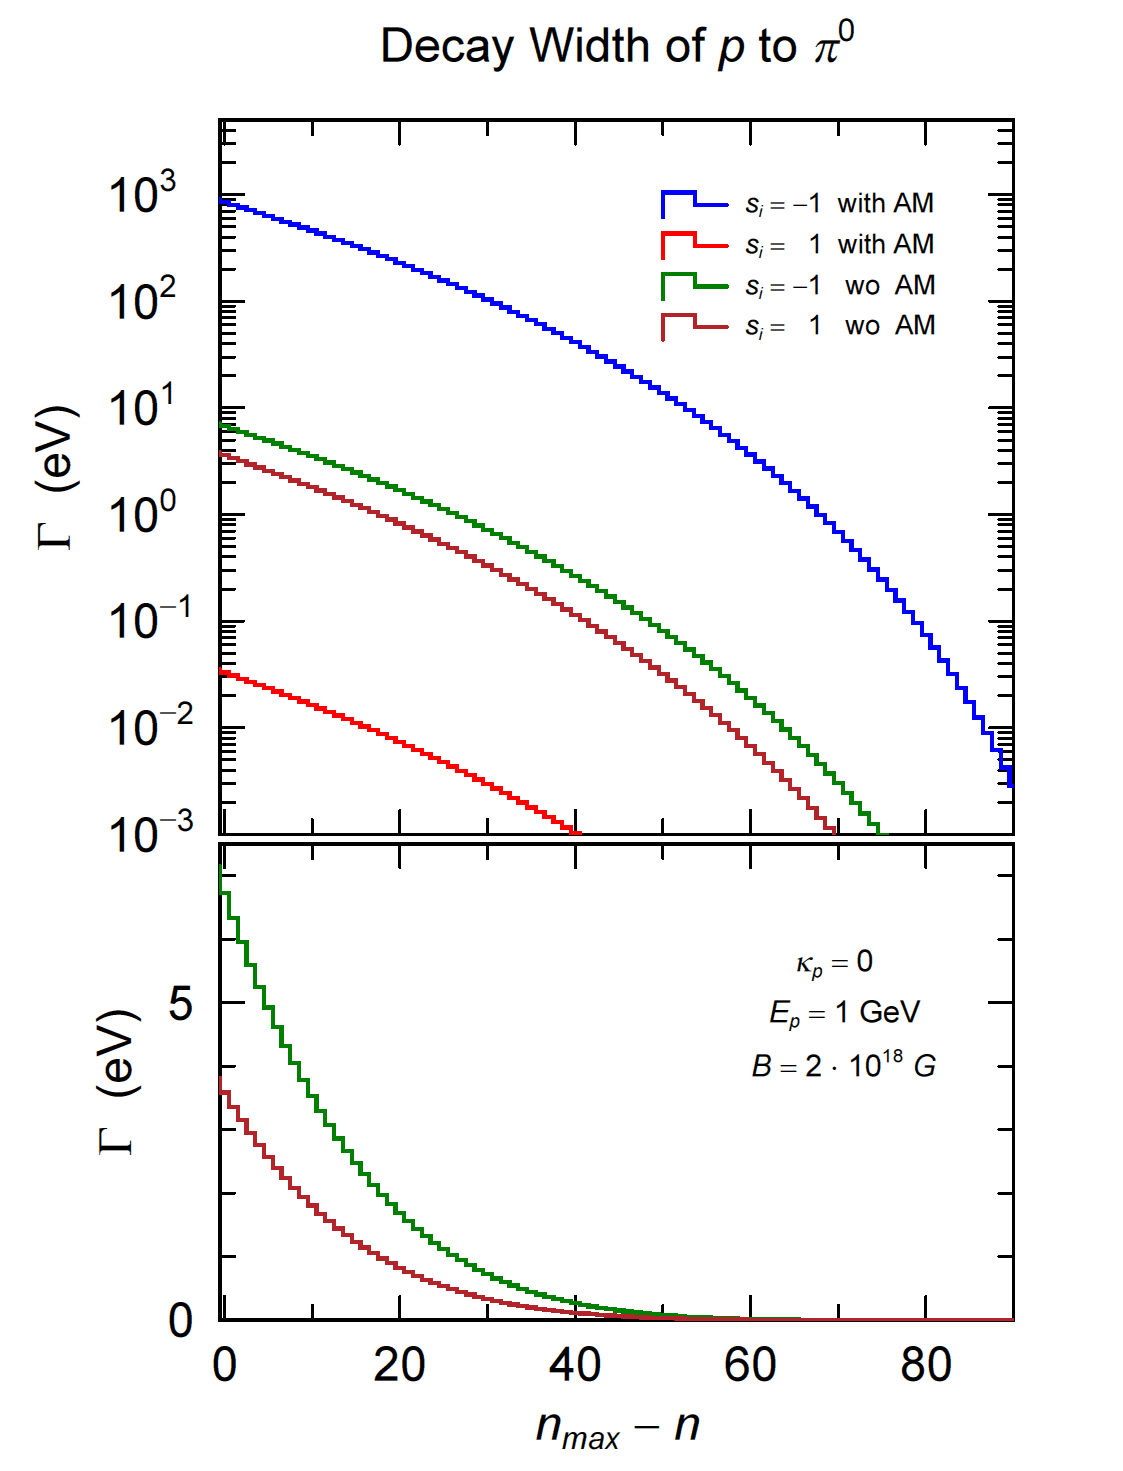 Decay Width of p to π⁰
10³
10²
10¹
10⁰
10⁻¹
10⁻²
10⁻³
Γ (eV)
sᵢ = −1 with AM
sᵢ = 1 with AM
sᵢ = −1 wo AM
sᵢ = 1 wo AM
5
0
Γ (eV)
κₚ = 0
Eₚ = 1 GeV
B = 2 · 10¹⁸ G
0 20 40 60 80
nₘₐₓ − n